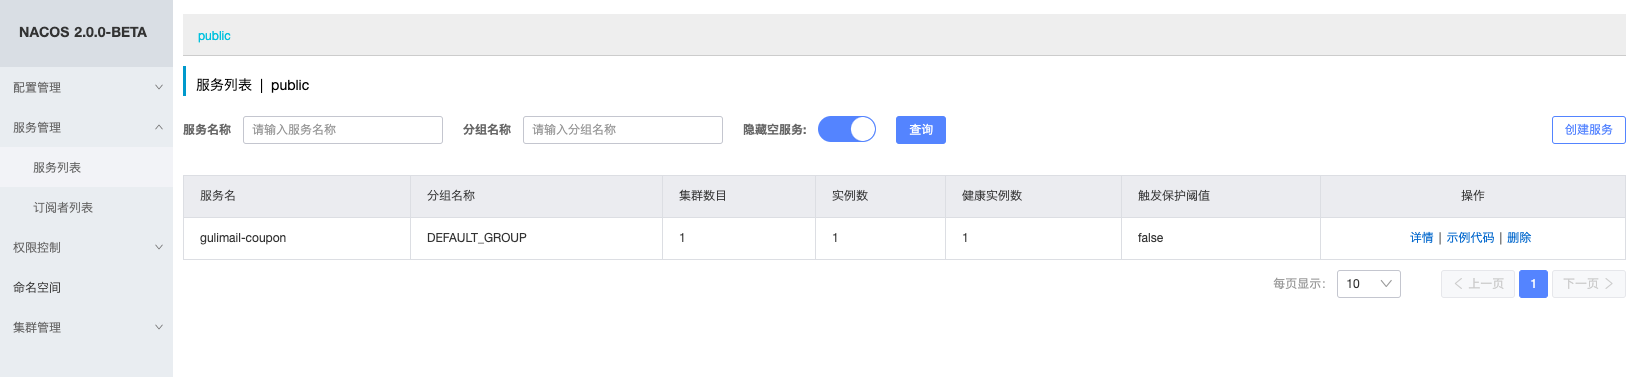 NACOS 2.0.0-BETA
配置管理
服务管理
服务列表
订阅者列表
权限控制
命名空间
集群管理
public
服务列表 | public
服务名称 请输入服务名称 分组名称 请输入分组名称 隐藏空服务: 查询 创建服务
服务名 分组名称 集群数目 实例数 健康实例数 触发保护阈值 操作
gulimail-coupon DEFAULT_GROUP 1 1 1 false 详情 | 示例代码 | 删除
每页显示: 10 上一页 1 下一页